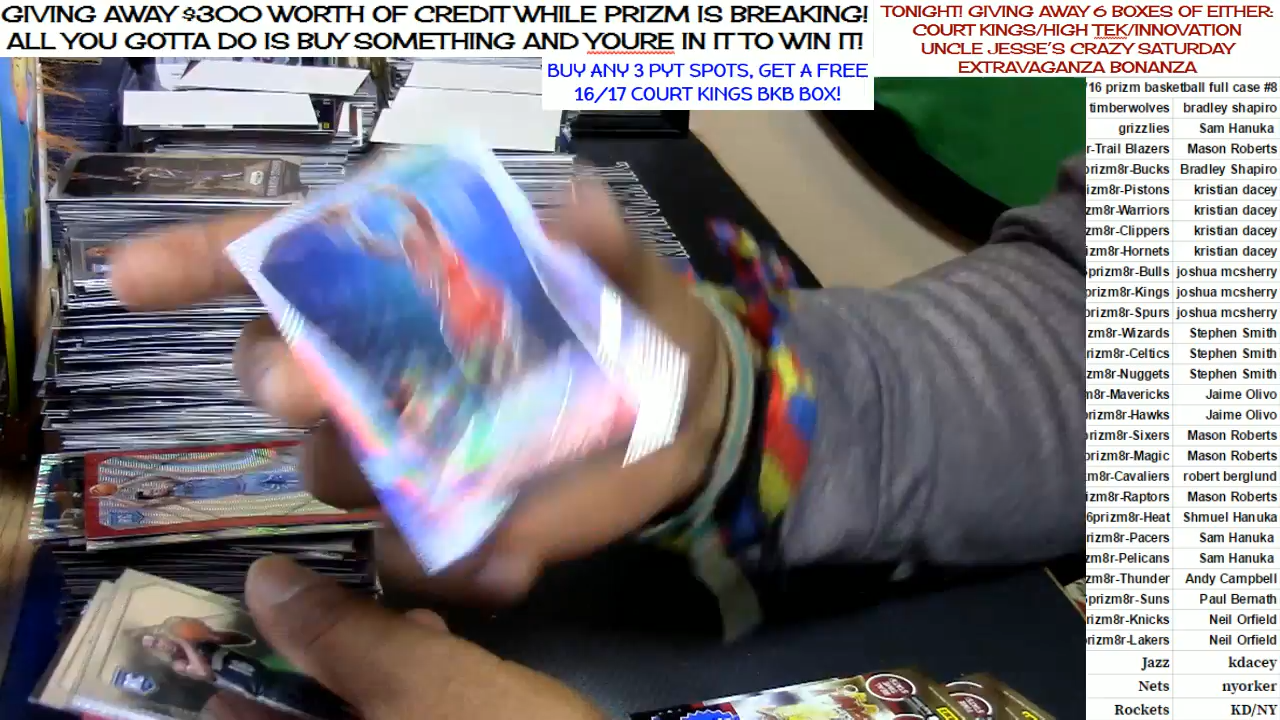 GIVING AWAY $300 WORTH OF CREDIT WHILE PRIZM IS BREAKING!
ALL YOU GOTTA DO IS BUY SOMETHING AND YOURE IN IT TO WIN IT!
BUY ANY 3 PYT SPOTS, GET A FREE
16/17 COURT KINGS BKB BOX!
TONIGHT! GIVING AWAY 6 BOXES OF EITHER:
COURT KINGS/HIGH TEK/INNOVATION
UNCLE JESSE'S CRAZY SATURDAY
EXTRAVAGANZA BONANZA
/16 prizm basketball full case #8
timberwolves bradley shapiro
grizzlies Sam Hanuka
r-Trail Blazers Mason Roberts
prizm8r-Bucks Bradley Shapiro
izm8r-Pistons kristian dacey
zm8r-Warriors kristian dacey
zm8r-Clippers kristian dacey
zm8r-Hornets kristian dacey
6prizm8r-Bulls joshua mcsherry
prizm8r-Kings joshua mcsherry
prizm8r-Spurs joshua mcsherry
zm8r-Wizards Stephen Smith
izm8r-Celtics Stephen Smith
zm8r-Nuggets Stephen Smith
m8r-Mavericks Jaime Olivo
prizm8r-Hawks Jaime Olivo
prizm8r-Sixers Mason Roberts
prizm8r-Magic Mason Roberts
m8r-Cavaliers robert berglund
izm8r-Raptors Mason Roberts
6prizm8r-Heat Shmuel Hanuka
rizm8r-Pacers Sam Hanuka
zm8r-Pelicans Sam Hanuka
zm8r-Thunder Andy Campbell
prizm8r-Suns Paul Bernath
rizm8r-Knicks Neil Orfield
rizm8r-Lakers Neil Orfield
Jazz kdacey
Nets nyorker
Rockets KD/NY